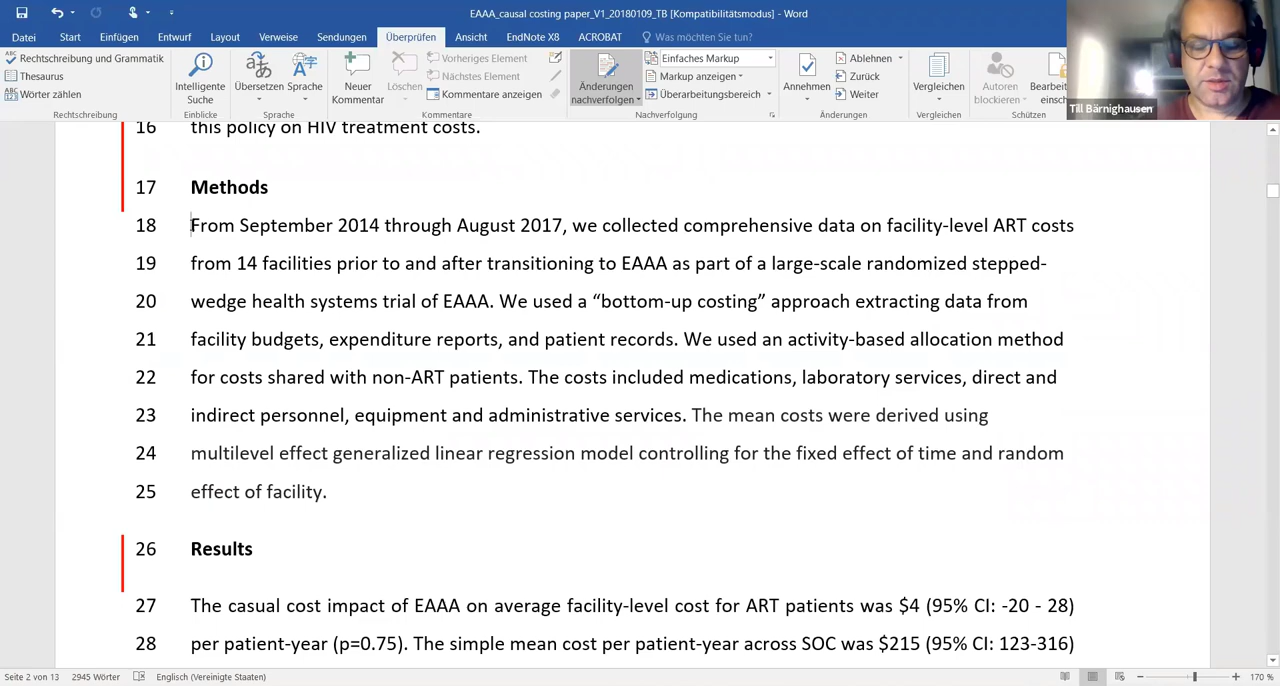 EAAA_causal costing paper_V1_20180109_TB [Kompatibilitätsmodus] - Word
Datei Start Einfügen Entwurf Layout Verweise Sendungen Überprüfen Ansicht EndNote X8 ACROBAT Was möchten Sie tun?
ABC Rechtschreibung und Grammatik
Thesaurus
ABC 123 Wörter zählen
Rechtschreibung
Intelligente Suche
Einblicke
Übersetzen Sprache
Sprache
Neuer Kommentar
Löschen
Vorheriges Element
Nächstes Element
Kommentare anzeigen
Kommentare
Änderungen nachverfolgen
Einfaches Markup
Markup anzeigen
Überarbeitungsbereich
Nachverfolgung
Annehmen
Ablehnen
Zurück
Weiter
Änderungen
Vergleichen
Vergleichen
Autoren blockieren
Bearbeit
einsch
Schützen
Till Bärnighausen
16 this policy on HIV treatment costs.
17 Methods
18 From September 2014 through August 2017, we collected comprehensive data on facility-level ART costs
19 from 14 facilities prior to and after transitioning to EAAA as part of a large-scale randomized stepped-
20 wedge health systems trial of EAAA. We used a “bottom-up costing” approach extracting data from
21 facility budgets, expenditure reports, and patient records. We used an activity-based allocation method
22 for costs shared with non-ART patients. The costs included medications, laboratory services, direct and
23 indirect personnel, equipment and administrative services. The mean costs were derived using
24 multilevel effect generalized linear regression model controlling for the fixed effect of time and random
25 effect of facility.
26 Results
27 The casual cost impact of EAAA on average facility-level cost for ART patients was $4 (95% CI: -20 - 28)
28 per patient-year (p=0.75). The simple mean cost per patient-year across SOC was $215 (95% CI: 123-316)
Seite 2 von 13 2945 Wörter Englisch (Vereinigte Staaten) 170 %